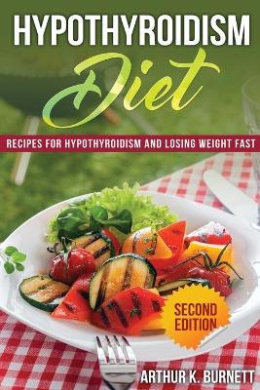 HYPOTHYROIDISM
Diet
RECIPES FOR HYPOTHYROIDISM AND LOSING WEIGHT FAST
SECOND
EDITION
ARTHUR K. BURNETT